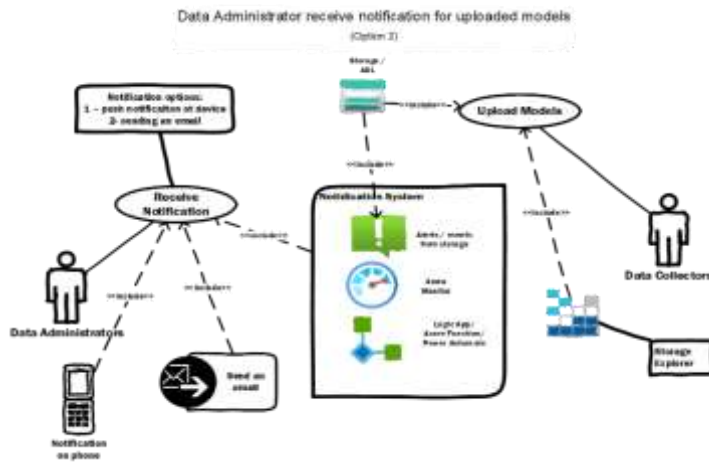 Data Administrator receive notification for uploaded models
(Option 2)
Storage /
ADL
Notification options:
1 - push notification at device
2- sending an email
<<include>>
Upload Models
<<include>>
Receive
Notification
Notification System
<<include>>
<<include>>
Alerts / events
from storage
Data Collectors
<<include>>
Azure
Monitor
Data Administrators
Logic App/
Azure Function/
Power Automate
Storage
Explorer
<<include>>
Send an
email
Notification
on phone